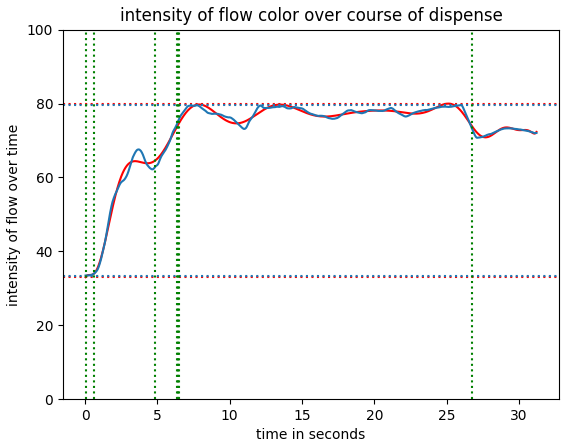 intensity of flow color over course of dispense
100
80
60
40
20
0
intensity of flow over time
0 5 10 15 20 25 30
time in seconds